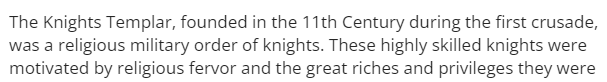 The Knights Templar, founded in the 11th Century during the first crusade,
was a religious military order of knights. These highly skilled knights were
motivated by religious fervor and the great riches and privileges they were